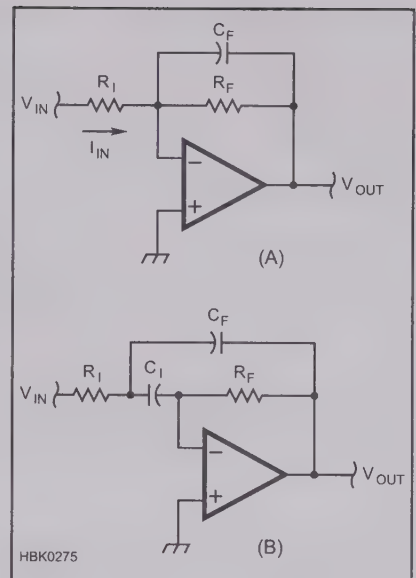 C_F
R_I
R_F
V_IN
I_IN
−
+
V_OUT
(A)
C_F
R_I
C_I
R_F
V_IN
−
+
V_OUT
(B)
HBK0275